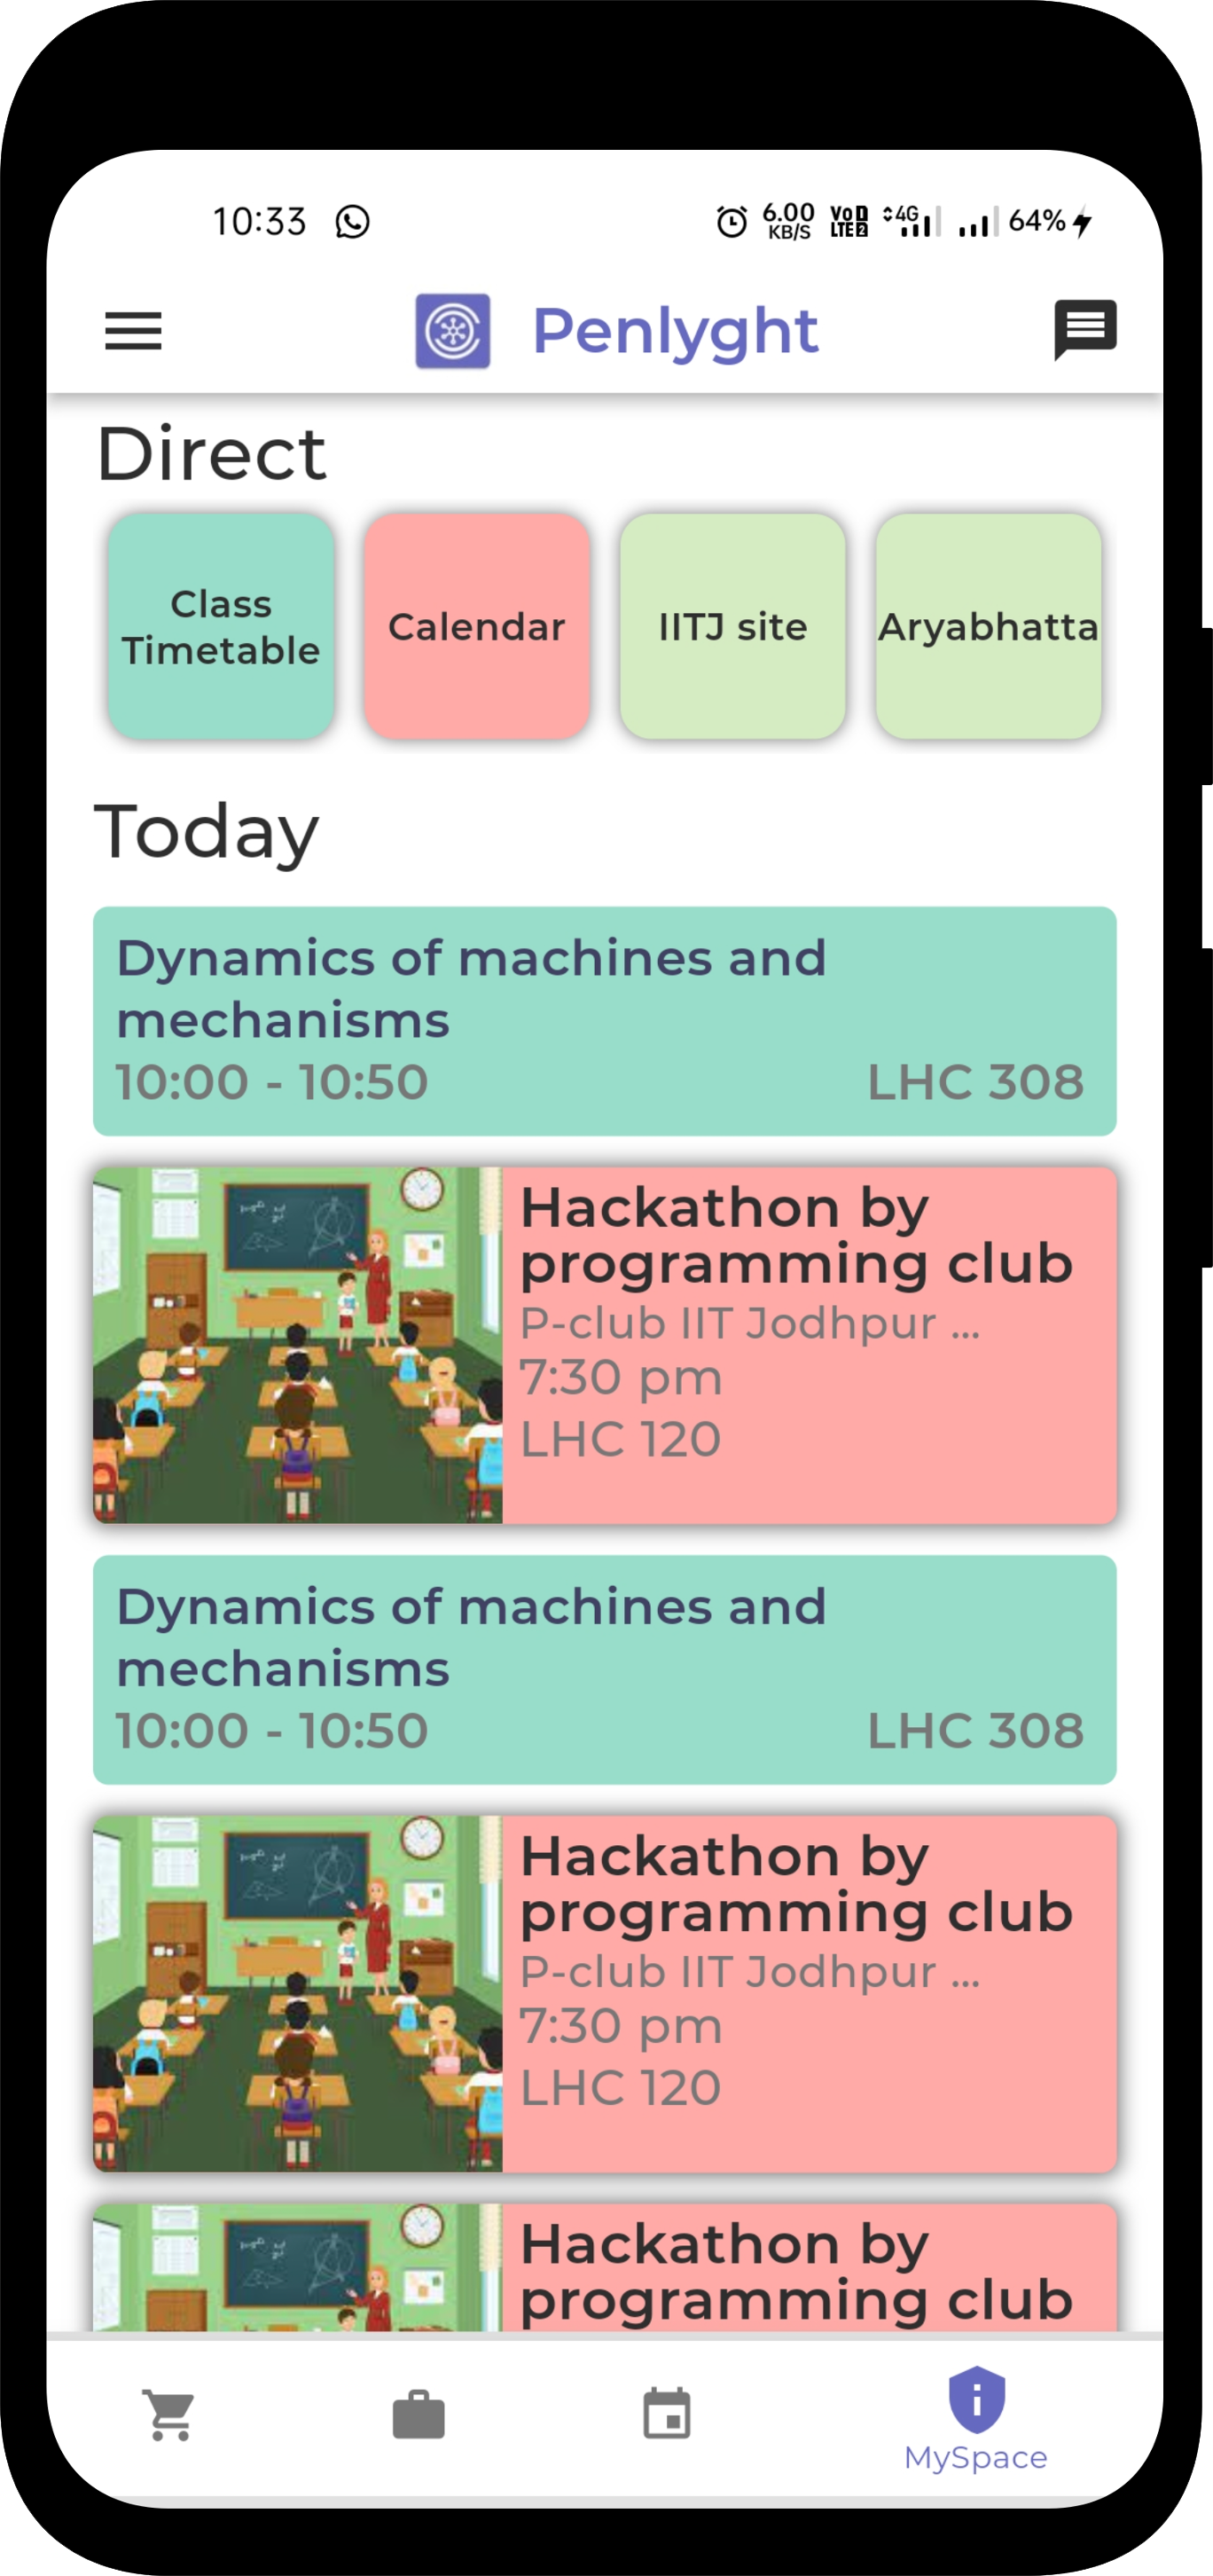 10:33 6.00 KB/S VoD LTE2 4G 64%
Penlyght
Direct
Class
Timetable
Calendar
IITJ site
Aryabhatta
Today
Dynamics of machines and
mechanisms
10:00 - 10:50 LHC 308
Hackathon by
programming club
P-club IIT Jodhpur ...
7:30 pm
LHC 120
Dynamics of machines and
mechanisms
10:00 - 10:50 LHC 308
Hackathon by
programming club
P-club IIT Jodhpur ...
7:30 pm
LHC 120
Hackathon by
programming club
MySpace